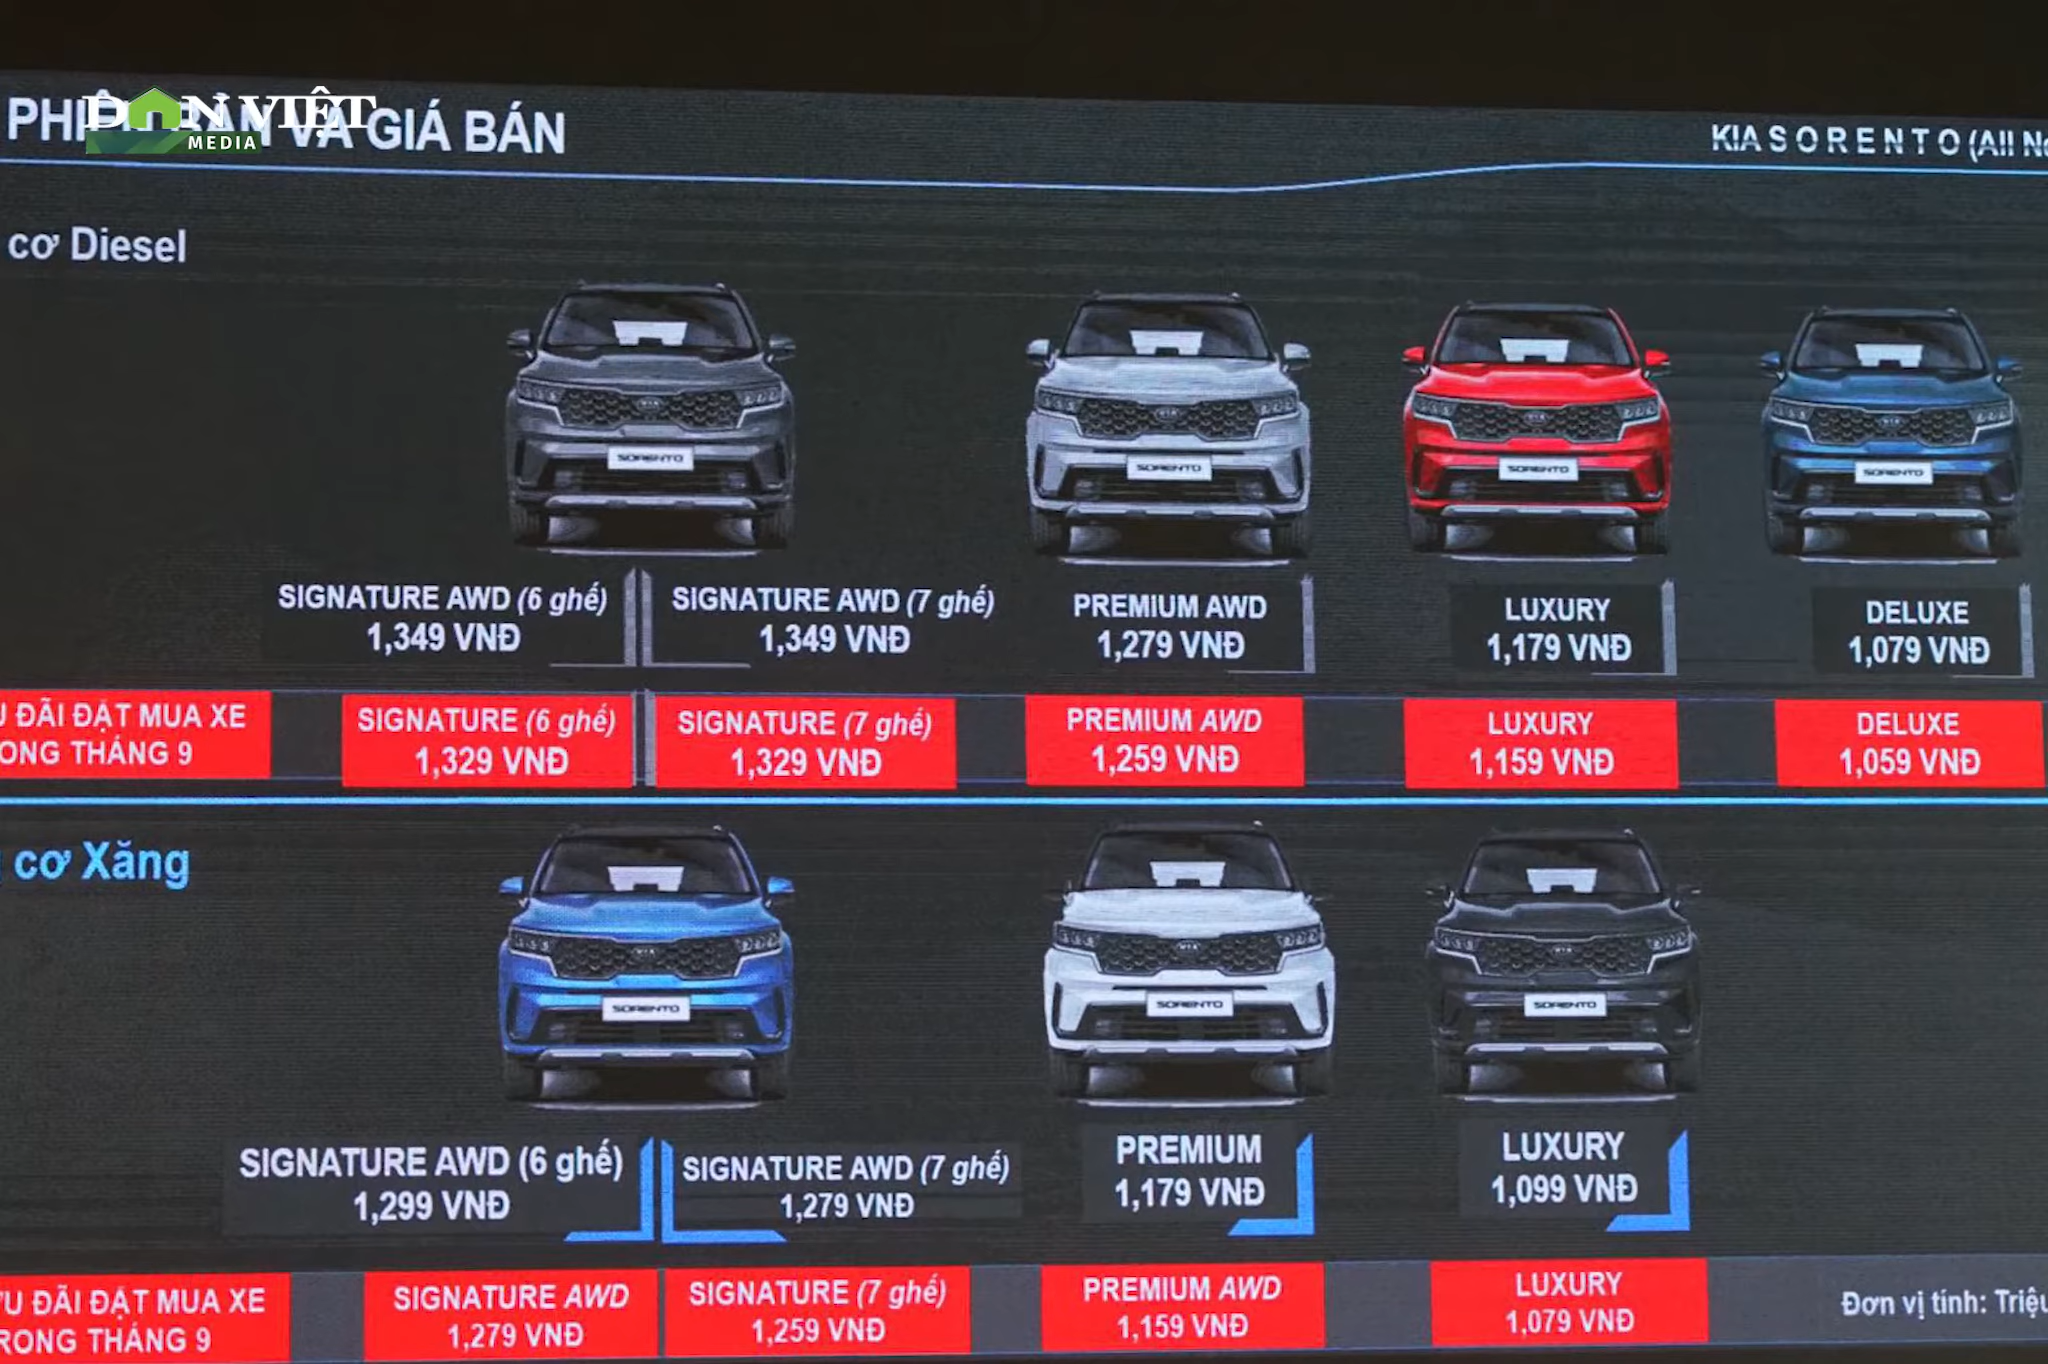 DÂN VIỆT
MEDIA
PHIÊN BẢN VÀ GIÁ BÁN
KIA SORENTO (All
cơ Diesel
SORENTO
SORENTO
SORENTO
SORENTO
SIGNATURE AWD (6 ghế)
1,349 VNĐ
SIGNATURE AWD (7 ghế)
1,349 VNĐ
PREMIUM AWD
1,279 VNĐ
LUXURY
1,179 VNĐ
DELUXE
1,079 VNĐ
ĐÃI ĐẶT MUA XE
ONG THÁNG 9
SIGNATURE (6 ghế)
1,329 VNĐ
SIGNATURE (7 ghế)
1,329 VNĐ
PREMIUM AWD
1,259 VNĐ
LUXURY
1,159 VNĐ
DELUXE
1,059 VNĐ
cơ Xăng
SORENTO
SORENTO
SORENTO
SIGNATURE AWD (6 ghế)
1,299 VNĐ
SIGNATURE AWD (7 ghế)
1,279 VNĐ
PREMIUM
1,179 VNĐ
LUXURY
1,099 VNĐ
ƯU ĐÃI ĐẶT MUA XE
RONG THÁNG 9
SIGNATURE AWD
1,279 VNĐ
SIGNATURE (7 ghế)
1,259 VNĐ
PREMIUM AWD
1,159 VNĐ
LUXURY
1,079 VNĐ
Đơn vị tính: Triệu